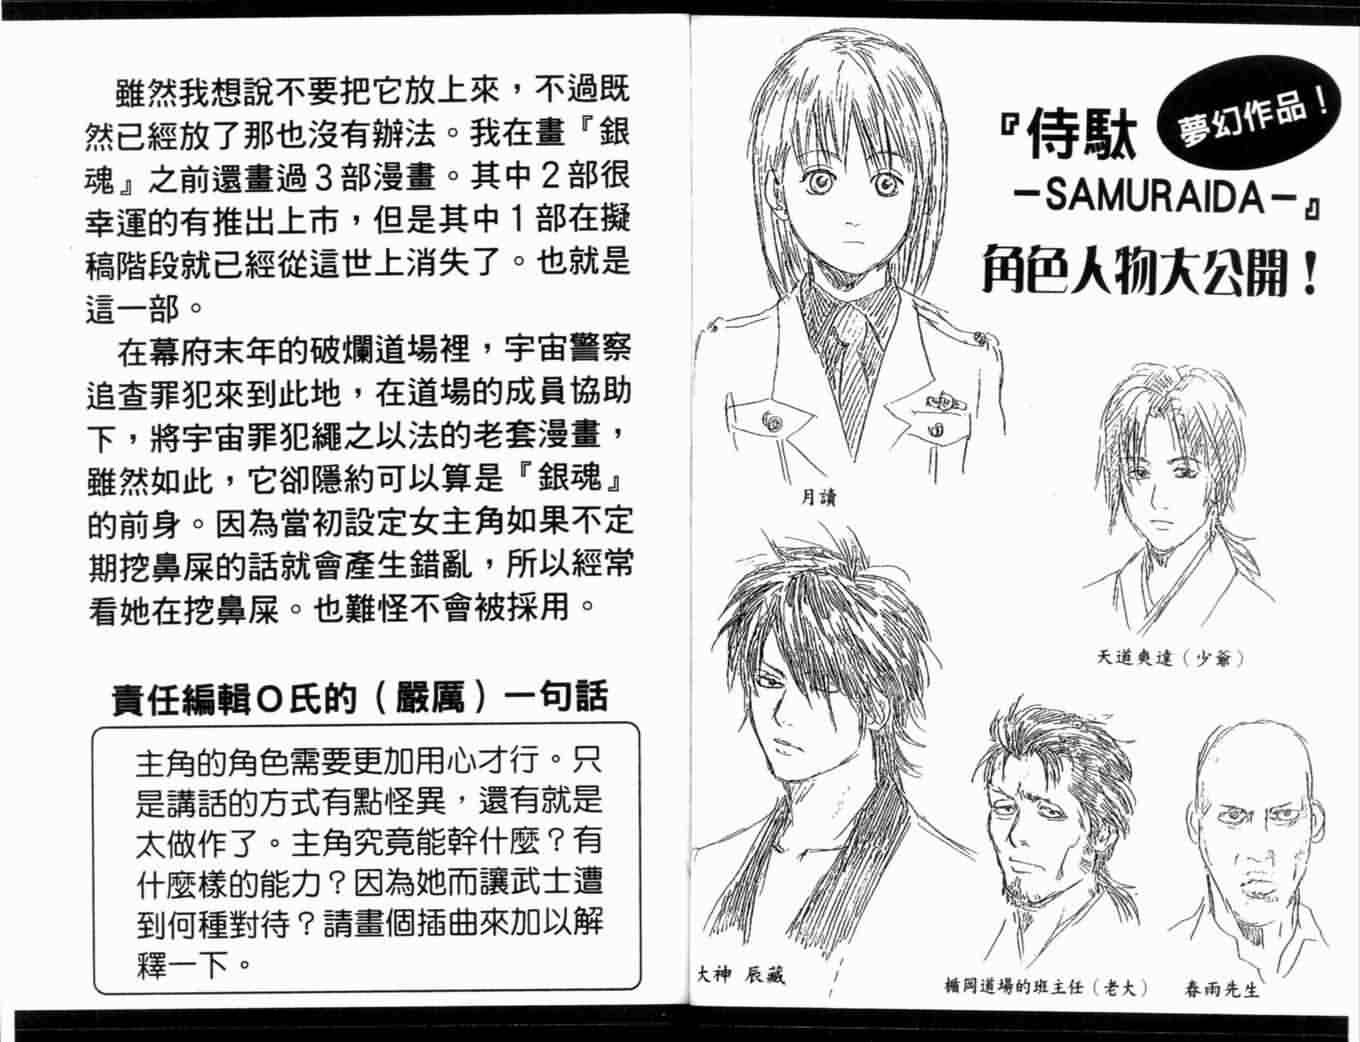 雖然我想說不要把它放上來，不過既
然已經放了那也沒有辦法。我在畫『銀
魂』之前還畫過3部漫畫。其中2部很
幸運的有推出上市，但是其中1部在擬
稿階段就已經從這世上消失了。也就是
這一部。
在幕府末年的破爛道場裡，宇宙警察
追查罪犯來到此地，在道場的成員協助
下，將宇宙罪犯繩之以法的老套漫畫，
雖然如此，它卻隱約可以算是『銀魂』
的前身。因為當初設定女主角如果不定
期挖鼻屎的話就會產生錯亂，所以經常
看她在挖鼻屎。也難怪不會被採用。
責任編輯O氏的（嚴厲）一句話
主角的角色需要更加用心才行。只
是講話的方式有點怪異，還有就是
太做作了。主角究竟能幹什麼？有
什麼樣的能力？因為她而讓武士遭
到何種對待？請畫個插曲來加以解
釋一下。
夢幻作品！
『侍馱
－SAMURAIDA－』
角色人物大公開！
月讀
天道爽達（少爺）
大神 辰藏
楯岡道場的班主任（老大）
春雨先生